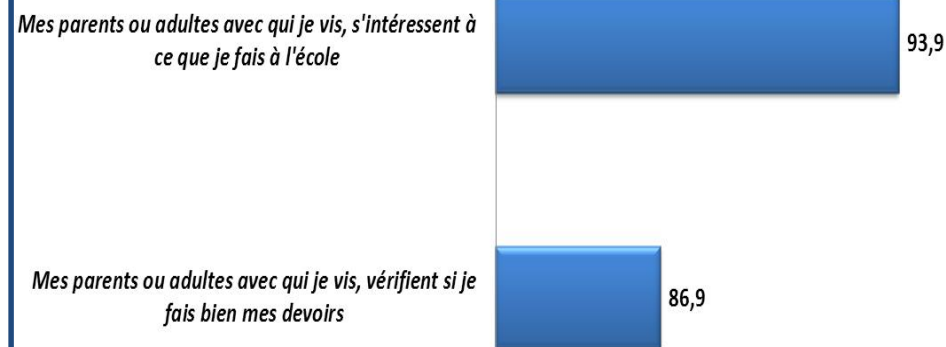 Mes parents ou adultes avec qui je vis, s'intéressent à
ce que je fais à l'école
93,9
Mes parents ou adultes avec qui je vis, vérifient si je
fais bien mes devoirs
86,9